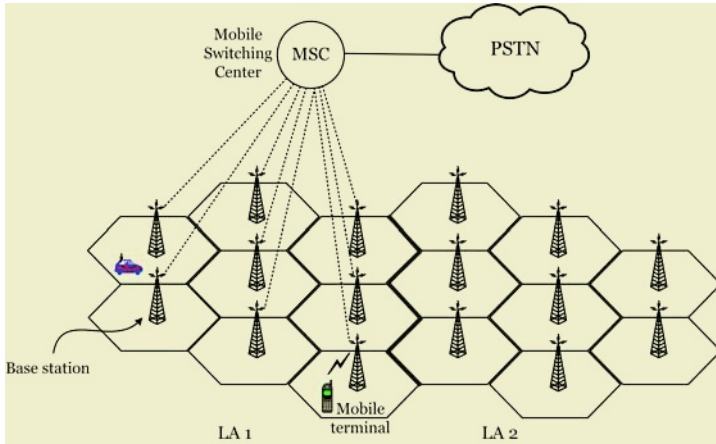 Mobile
Switching
Center
MSC
PSTN
Base station
Mobile
terminal
LA 1
LA 2